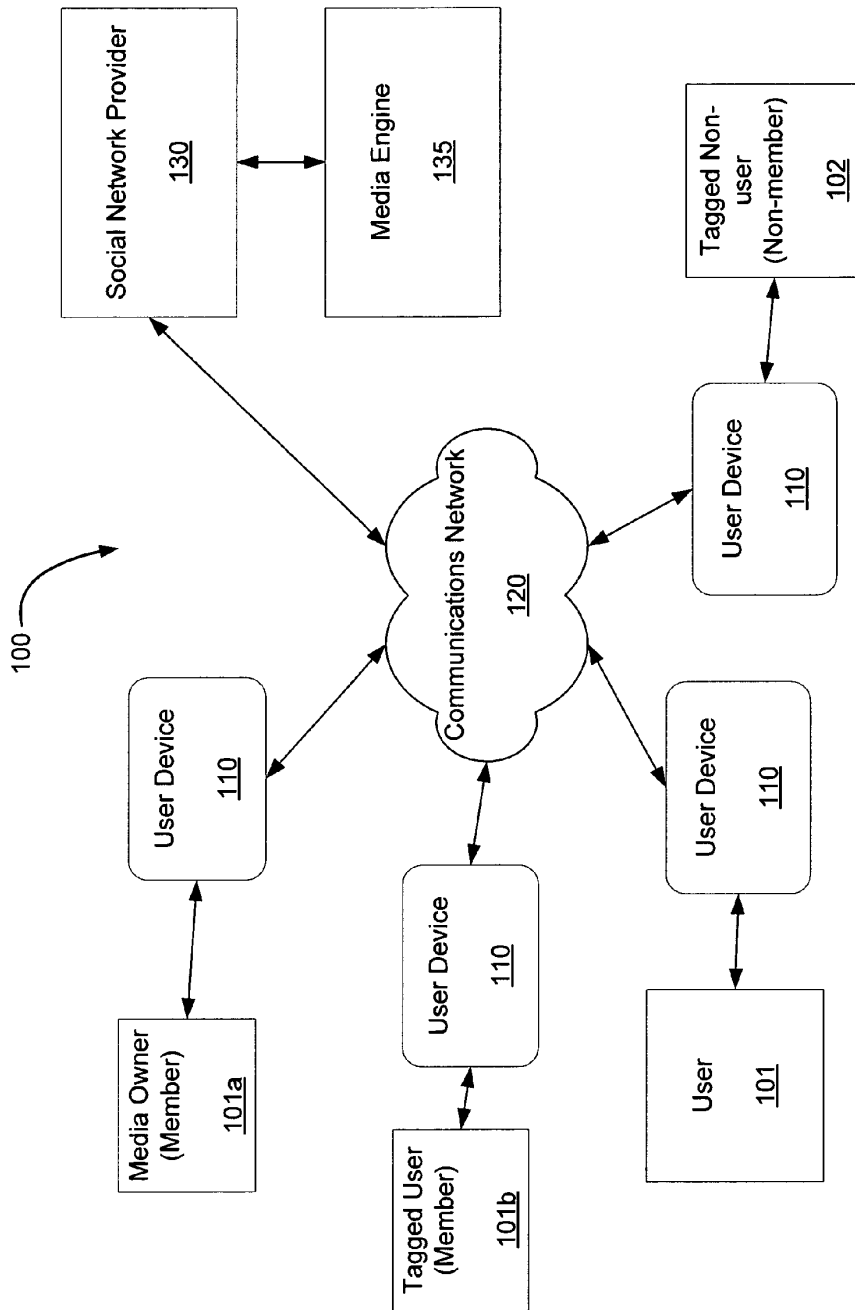 100
Media Owner
(Member)
101a
User Device
110
Social Network Provider
130
Media Engine
135
Tagged User
(Member)
101b
User Device
110
Communications Network
120
User
101
User Device
110
User Device
110
Tagged Non-
user
(Non-member)
102